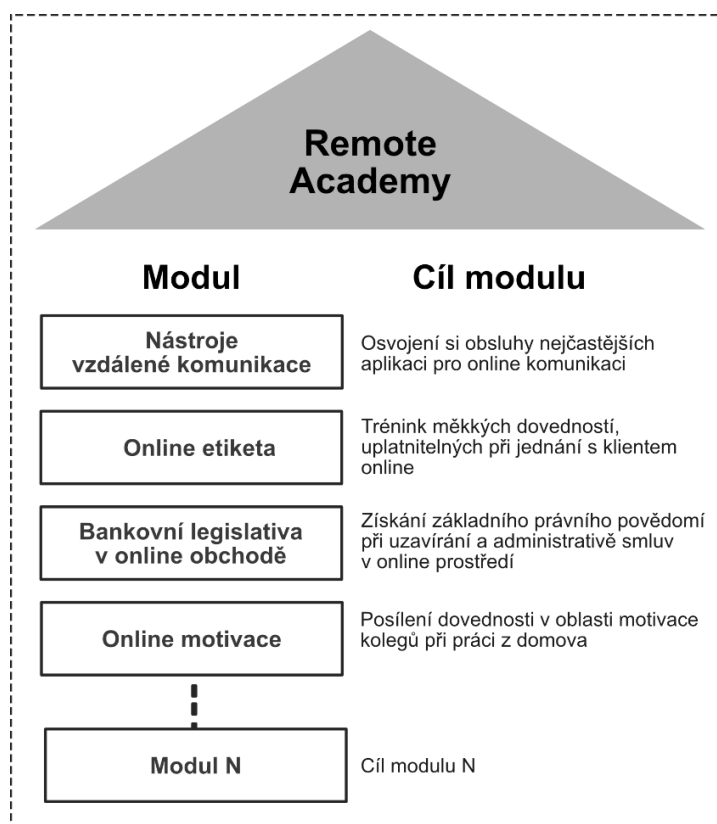 Remote
Academy
Modul
Cíl modulu
Nástroje
vzdálené komunikace
Osvojení si obsluhy nejčastějších
aplikaci pro online komunikaci
Online etiketa
Trénink měkkých dovedností,
uplatnitelných při jednání s klientem
online
Bankovní legislativa
v online obchodě
Získání základního právního povědomí
při uzavírání a administrativě smluv
v online prostředí
Online motivace
Posílení dovednosti v oblasti motivace
kolegů při práci z domova
Modul N
Cíl modulu N